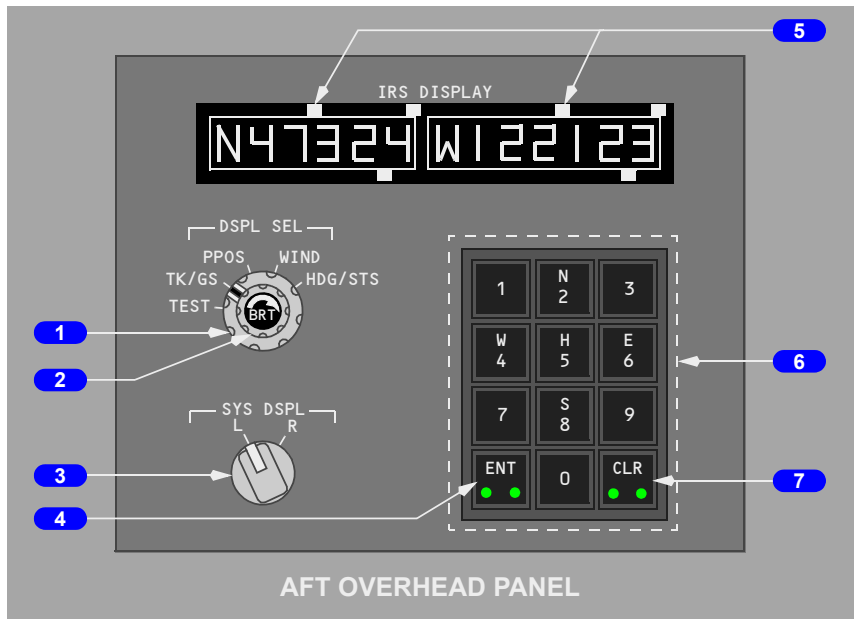 5
IRS DISPLAY
N47324 W122123
DSPL SEL
PPOS WIND
TK/GS HDG/STS
TEST
BRT
1
2
SYS DSPL
L R
3
4
1 N 2 3
W 4 H 5 E 6
7 S 8 9
ENT 0 CLR
6
7
AFT OVERHEAD PANEL